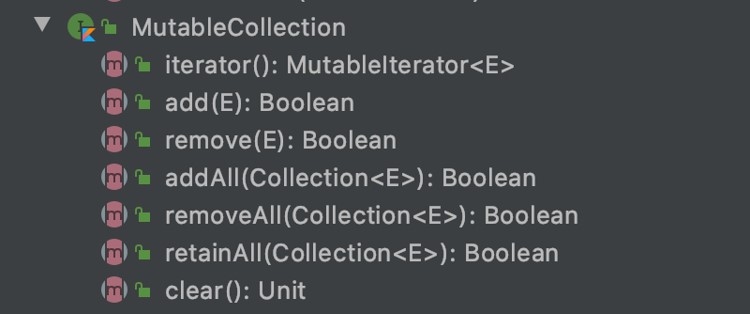 MutableCollection
iterator(): MutableIterator<E>
add(E): Boolean
remove(E): Boolean
addAll(Collection<E>): Boolean
removeAll(Collection<E>): Boolean
retainAll(Collection<E>): Boolean
clear(): Unit